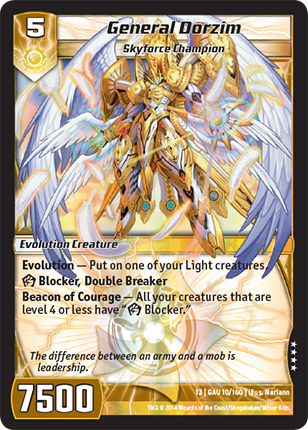 5
General Dorzim
Skyforce Champion
Evolution Creature
Evolution — Put on one of your Light creatures.
Blocker, Double Breaker
Beacon of Courage — All your creatures that are
level 4 or less have "Blocker."
The difference between an army and a mob is
leadership.
7500
13 | GAU 10/160 | Illus. Nariann
TM & © 2014 Wizards of the Coast/Shogakukan/Mitsui-Kids.